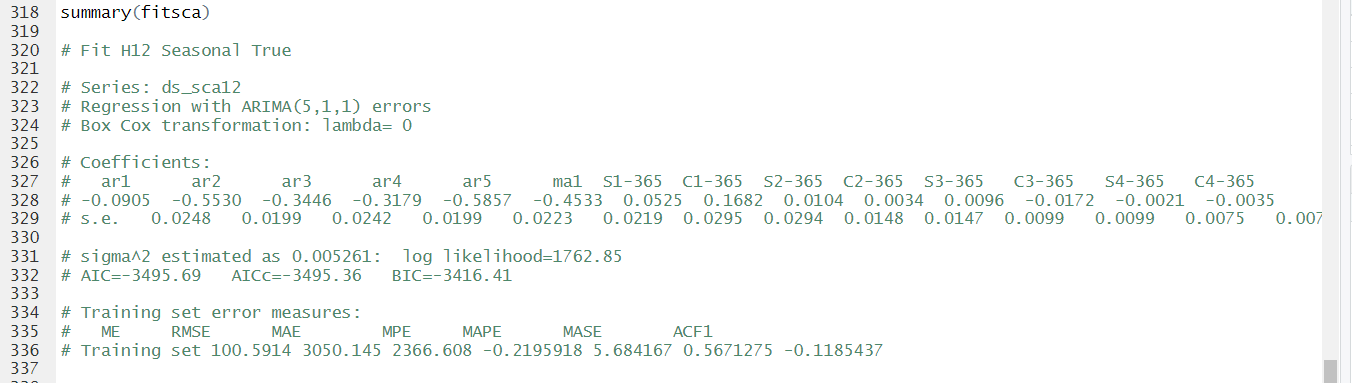 318 summary(fitsca)
319
320 # Fit H12 Seasonal True
321
322 # Series: ds_sca12
323 # Regression with ARIMA(5,1,1) errors
324 # Box Cox transformation: lambda= 0
325
326 # Coefficients:
327 # ar1 ar2 ar3 ar4 ar5 ma1 S1-365 C1-365 S2-365 C2-365 S3-365 C3-365 S4-365 C4-365
328 # -0.0905 -0.5530 -0.3446 -0.3179 -0.5857 -0.4533 0.0525 0.1682 0.0104 0.0034 0.0096 -0.0172 -0.0021 -0.0035
329 # s.e. 0.0248 0.0199 0.0242 0.0199 0.0223 0.0219 0.0295 0.0294 0.0148 0.0147 0.0099 0.0099 0.0075 0.007
330
331 # sigma^2 estimated as 0.005261: log likelihood=1762.85
332 # AIC=-3495.69 AICc=-3495.36 BIC=-3416.41
333
334 # Training set error measures:
335 # ME RMSE MAE MPE MAPE MASE ACF1
336 # Training set 100.5914 3050.145 2366.608 -0.2195918 5.684167 0.5671275 -0.1185437
337